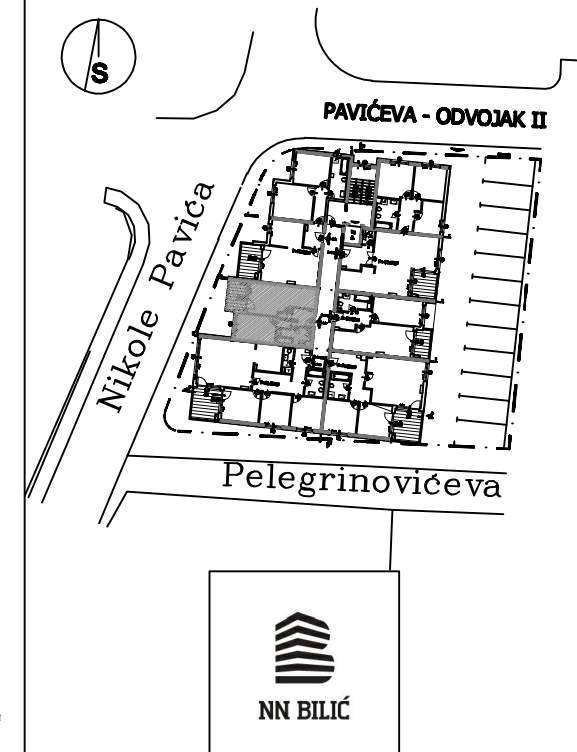 S
PAVIĆEVA - ODVOJAK II
Nikole Pavića
Pelegrinovićeva
NN BILIĆ